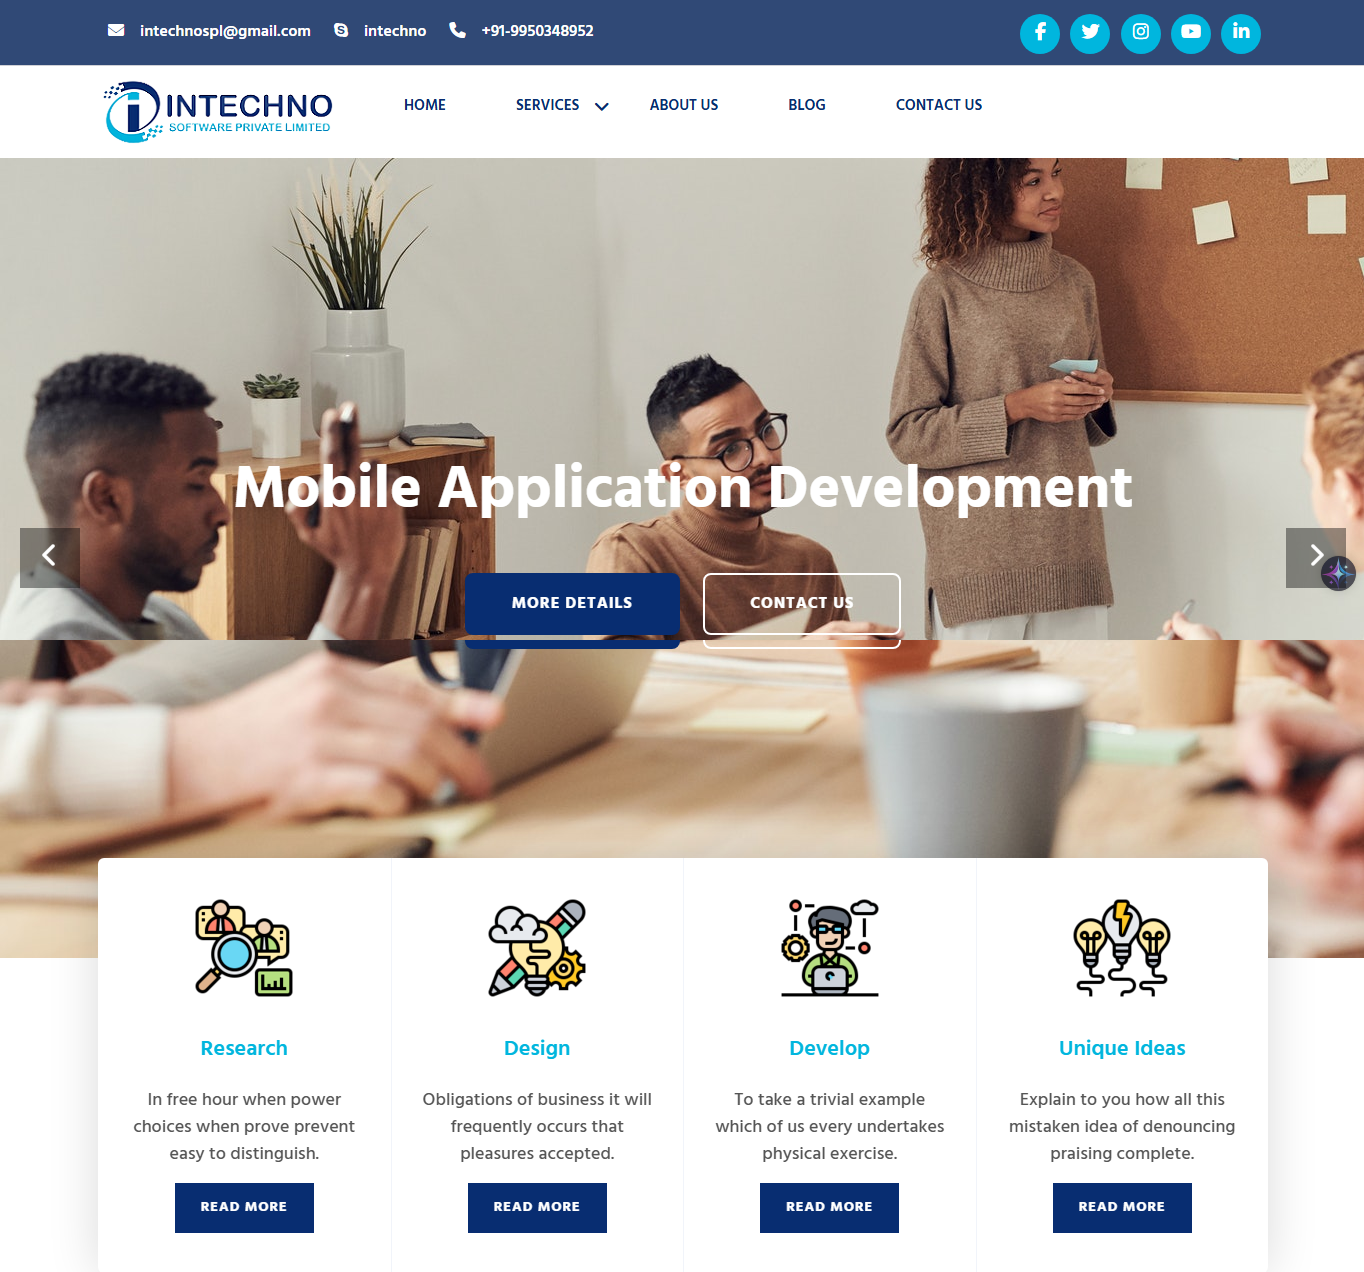 intechnospl@gmail.com intechno +91-9950348952
INTECHNO
SOFTWARE PRIVATE LIMITED
HOME SERVICES ABOUT US BLOG CONTACT US
Mobile Application Development
MORE DETAILS CONTACT US
Research
In free hour when power
choices when prove prevent
easy to distinguish.
READ MORE
Design
Obligations of business it will
frequently occurs that
pleasures accepted.
READ MORE
Develop
To take a trivial example
which of us every undertakes
physical exercise.
READ MORE
Unique Ideas
Explain to you how all this
mistaken idea of denouncing
praising complete.
READ MORE